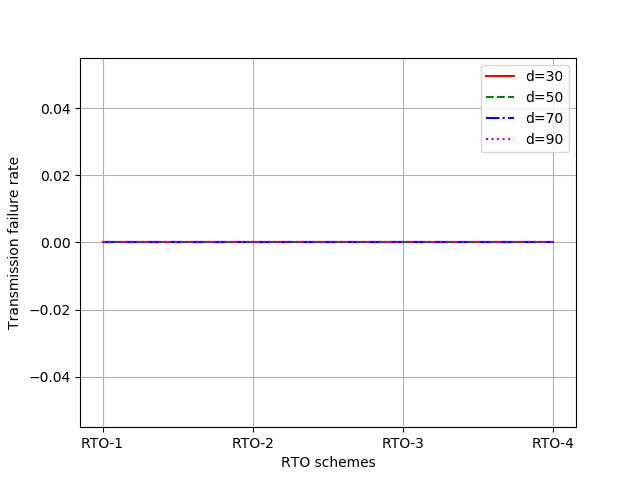 d=30
d=50
d=70
d=90
0.04
0.02
0.00
−0.02
−0.04
Transmission failure rate
RTO-1 RTO-2 RTO-3 RTO-4
RTO schemes